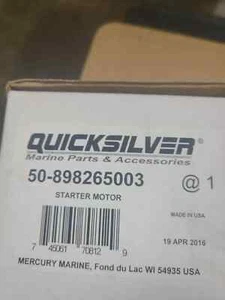 QUICKSILVER®
Marine Parts & Accessories
50-898265003 @ 1
STARTER MOTOR
MADE IN USA
7 45061 70812 9
19 APR 2016
MERCURY MARINE, Fond du Lac WI 54935 USA